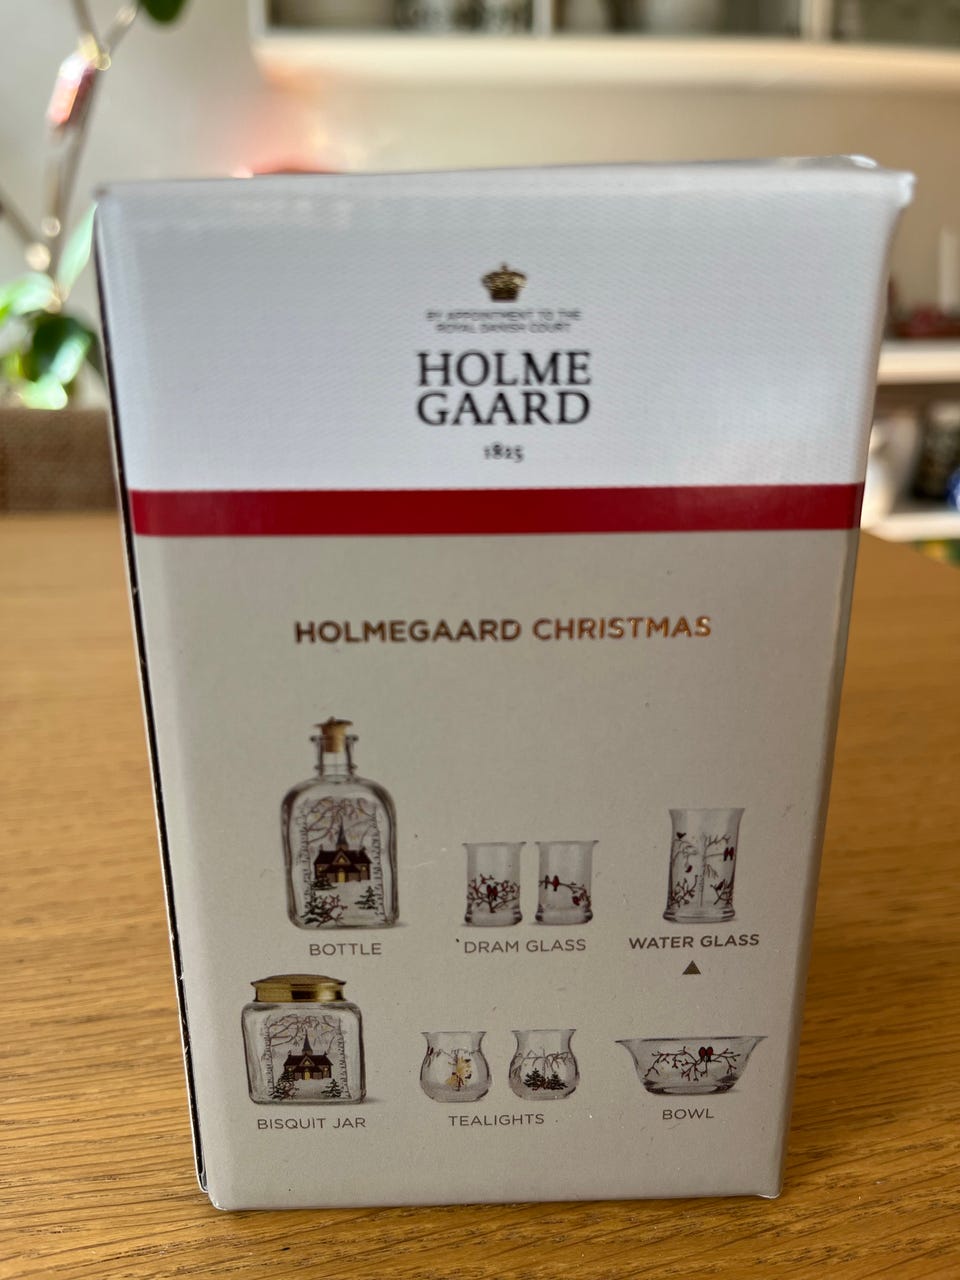 BY APPOINTMENT TO THE
ROYAL DANISH COURT
HOLME
GAARD
1825
HOLMEGAARD CHRISTMAS
BOTTLE
DRAM GLASS
WATER GLASS
BISQUIT JAR
TEALIGHTS
BOWL